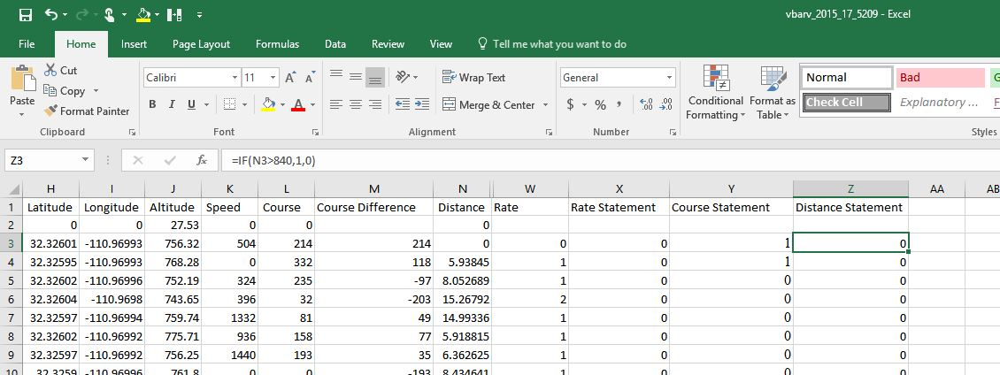 vbarv_2015_17_5209 - Excel
File Home Insert Formulas Data Review View Tell me what you want to do
Cut Calibri 11 A A Wrap Text General Normal Bad G
Copy Conditional Format as
Paste Format Painter B I U A Merge & Center $ % , .0 .00 .00 .0 Formatting Table Check Cell Explanatory ... F
Clipboard Font Alignment Number Styles
Z3 fx =IF(N3>840,1,0)
H I J K L M N W X Y Z AA AB
1 Latitude Longitude Altitude Speed Course Course Difference Distance Rate Rate Statement Course Statement Distance Statement
2 0 0 27.53 0 0 0
3 32.32601 -110.96993 756.32 504 214 214 0 0 0 1 0
4 32.32595 -110.96993 768.28 0 332 118 5.93845 1 0 1 0
5 32.32602 -110.96996 752.19 324 235 -97 8.052689 1 0 0 0
6 32.32604 -110.9698 743.65 396 32 -203 15.26792 2 0 0 0
7 32.32597 -110.96994 759.74 1332 81 49 14.99336 1 0 0 0
8 32.32602 -110.96992 775.71 936 158 77 5.918815 1 0 0 0
9 32.32597 -110.96992 756.25 1440 193 35 6.362625 1 0 0 0
10 32.3259 -110.96996 761.8 0 0 -193 8.434641 1 0 0 0